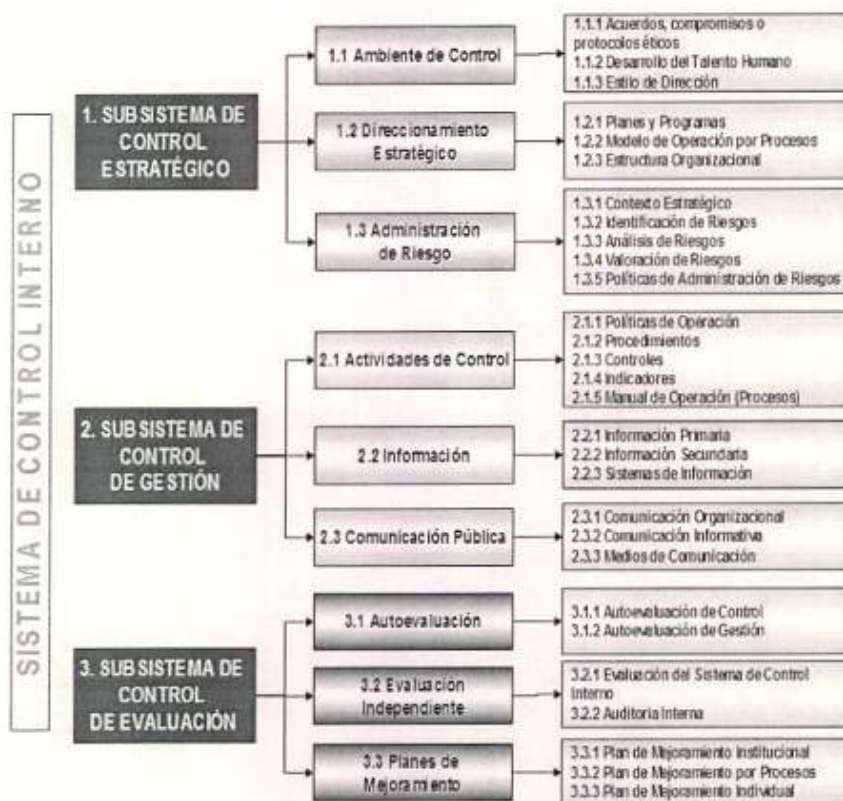 SISTEMA DE CONTROL INTERNO
1. SUBSISTEMA DE
CONTROL
ESTRATÉGICO
1.1 Ambiente de Control
1.1.1 Acuerdos, compromisos o
protocolos éticos
1.1.2 Desarrollo del Talento Humano
1.1.3 Estilo de Dirección
1.2 Direccionamiento
Estratégico
1.2.1 Planes y Programas
1.2.2 Modelo de Operación por Procesos
1.2.3 Estructura Organizacional
1.3 Administración
de Riesgo
1.3.1 Contexto Estratégico
1.3.2 Identificación de Riesgos
1.3.3 Análisis de Riesgos
1.3.4 Valoración de Riesgos
1.3.5 Políticas de Administración de Riesgos
2. SUBSISTEMA DE
CONTROL
DE GESTIÓN
2.1 Actividades de Control
2.1.1 Políticas de Operación
2.1.2 Procedimientos
2.1.3 Controles
2.1.4 Indicadores
2.1.5 Manual de Operación (Procesos)
2.2 Información
2.2.1 Información Primaria
2.2.2 Información Secundaria
2.2.3 Sistemas de Información
2.3 Comunicación Pública
2.3.1 Comunicación Organizacional
2.3.2 Comunicación Informativa
2.3.3 Medios de Comunicación
3. SUBSISTEMA DE
CONTROL
DE EVALUACIÓN
3.1 Autoevaluación
3.1.1 Autoevaluación de Control
3.1.2 Autoevaluación de Gestión
3.2 Evaluación
Independiente
3.2.1 Evaluación del Sistema de Control
Interno
3.2.2 Auditoria Interna
3.3 Planes de
Mejoramiento
3.3.1 Plan de Mejoramiento Institucional
3.3.2 Plan de Mejoramiento por Procesos
3.3.3 Plan de Mejoramiento Individual